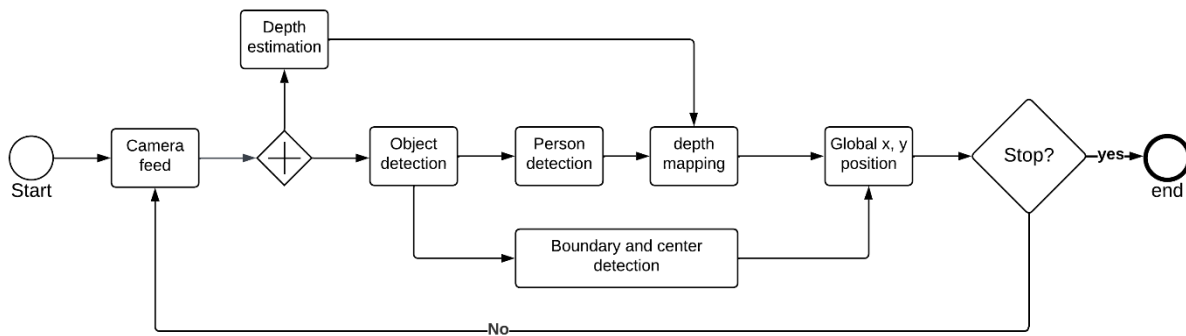 Depth
estimation
Start
Camera
feed
Object
detection
Person
detection
depth
mapping
Global x, y
position
Stop?
yes
end
Boundary and center
detection
No